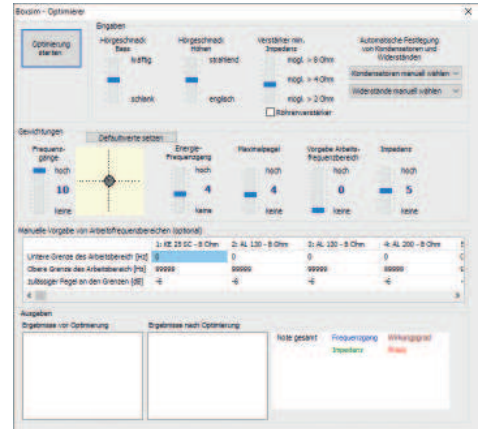 Boxsim - Optimierer
Eingaben
Optimierung
starten
Hörgeschmack
Bass
kräftig
schlank
Hörgeschmack
Höhen
strahlend
englisch
Verstärker min.
Impedanz
mögl. > 8 Ohm
mögl. > 4 Ohm
mögl. > 2 Ohm
Röhrenverstärker
Automatische Festlegung
von Kondensatoren und
Widerständen
Kondensatoren manuell wählen
Widerstände manuell wählen
Gewichtungen
Defaultwerte setzen
Frequenz-
gänge
hoch
10
keine
Energie-
Frequenzgang
hoch
4
keine
Maximalpegel
hoch
4
keine
Vorgabe Arbeits-
frequenzbereich
hoch
0
keine
Impedanz
hoch
5
keine
Manuelle Vorgabe von Arbeitsfrequenzbereichen (optional)
1: KE 25 SC - 8 Ohm 2: AL 130 - 8 Ohm 3: AL 130 - 8 Ohm 4: AL 200 - 8 Ohm
Untere Grenze des Arbeitsbereich [Hz] 0 0 0 0
Obere Grenze des Arbeitsbereich [Hz] 99999 99999 99999 99999
zulässiger Pegel an den Grenzen [dB] -6 -6 -6 -6
Ausgaben
Ergebnisse vor Optimierung
Ergebnisse nach Optimierung
Note gesamt Frequenzgang Wirkungsgrad
Impedanz Preis